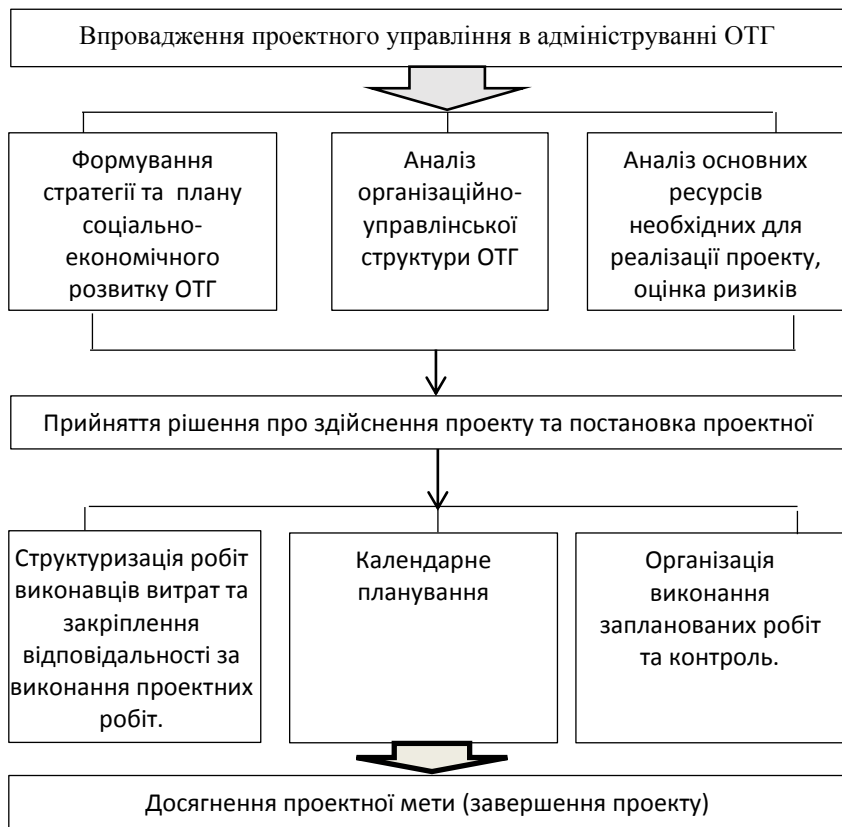 Впровадження проектного управління в адмініструванні ОТГ
Формування
стратегії та плану
соціально-
економічного
розвитку ОТГ
Аналіз
організаційно-
управлінської
структури ОТГ
Аналіз основних
ресурсів
необхідних для
реалізації проекту,
оцінка ризиків
Прийняття рішення про здійснення проекту та постановка проектної
Структуризація робіт
виконавців витрат та
закріплення
відповідальності за
виконання проектних
робіт.
Календарне
планування
Організація
виконання
запланованих робіт
та контроль.
Досягнення проектної мети (завершення проекту)